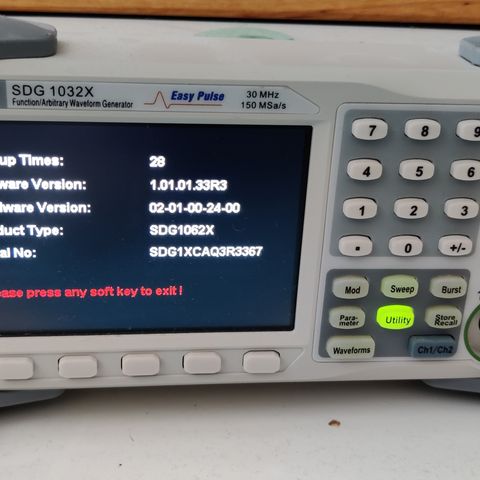 SDG 1032X
Function/Arbitrary Waveform Generator
Easy Pulse
30 MHz
150 MSa/s
up Times: 28
ware Version: 1.01.01.33R3
ware Version: 02-01-00-24-00
duct Type: SDG1062X
al No: SDG1XCAQ3R3367
ease press any soft key to exit !
7 8 9
4 5 6
1 2 3
. 0 +/-
Mod Sweep Burst
Para-
meter
Utility
Store
Recall
Waveforms
Ch1/Ch2